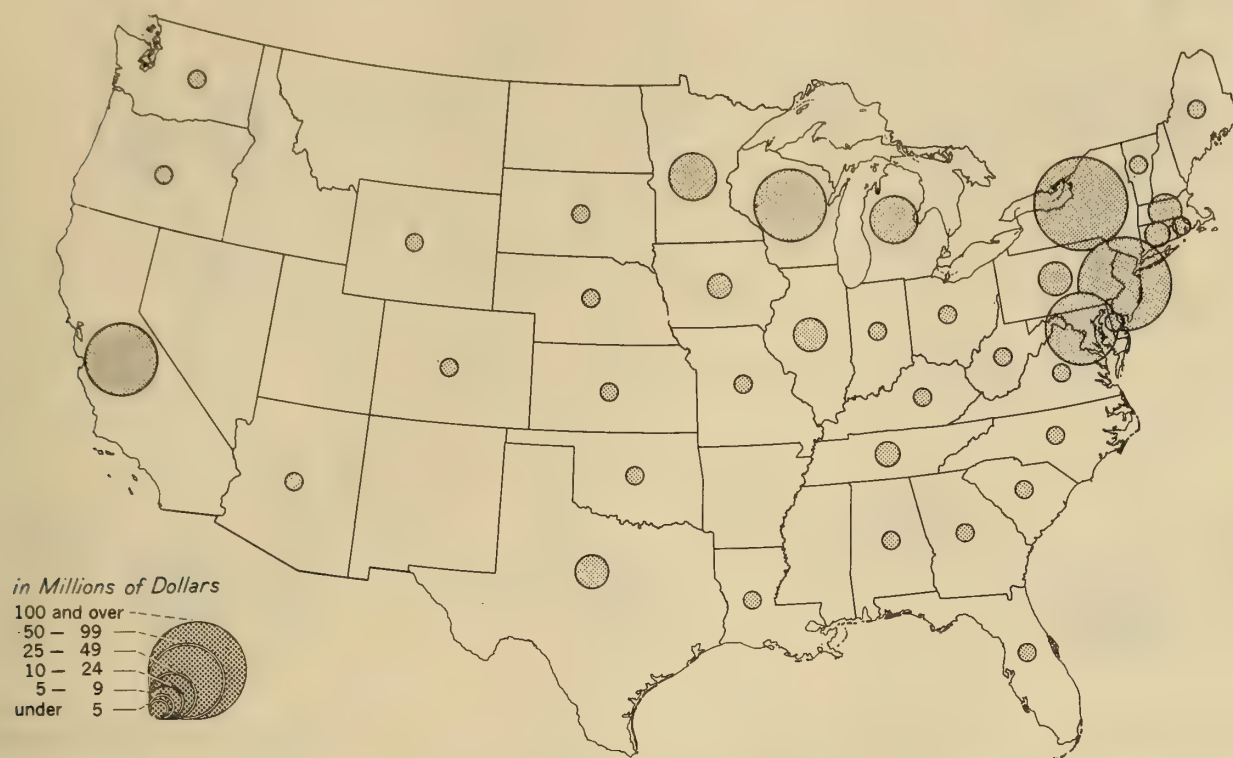 in Millions of Dollars
100 and over
50 - 99
25 - 49
10 - 24
5 - 9
under 5